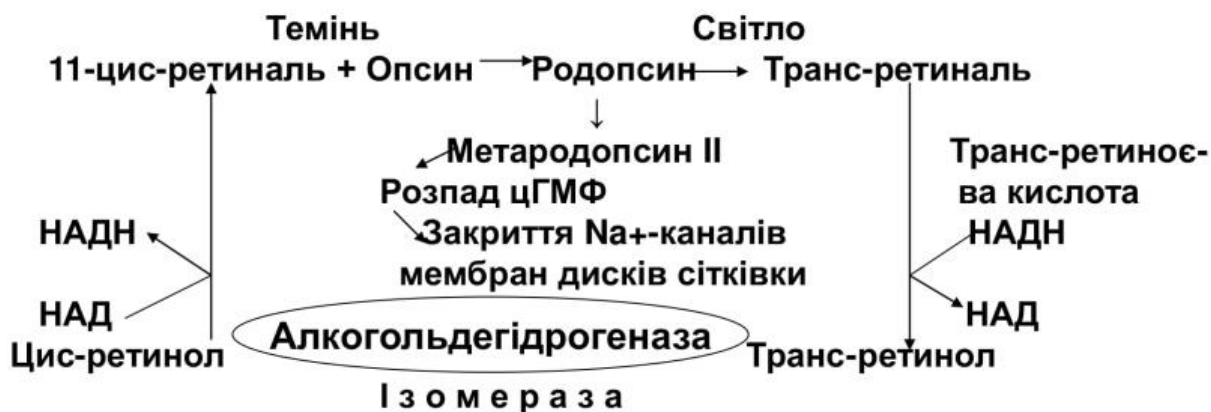 Темінь Світло
11-цис-ретиналь + Опсин → Родопсин → Транс-ретиналь
↓
Метародопсин II
Транс-ретиноє-
Розпад цГМФ
ва кислота
НАДН
Закриття Na+-каналів
НАДН
мембран дисків сітківки
НАД
Алкогольдегідрогеназа
НАД
Цис-ретинол
Транс-ретинол
Ізомераза